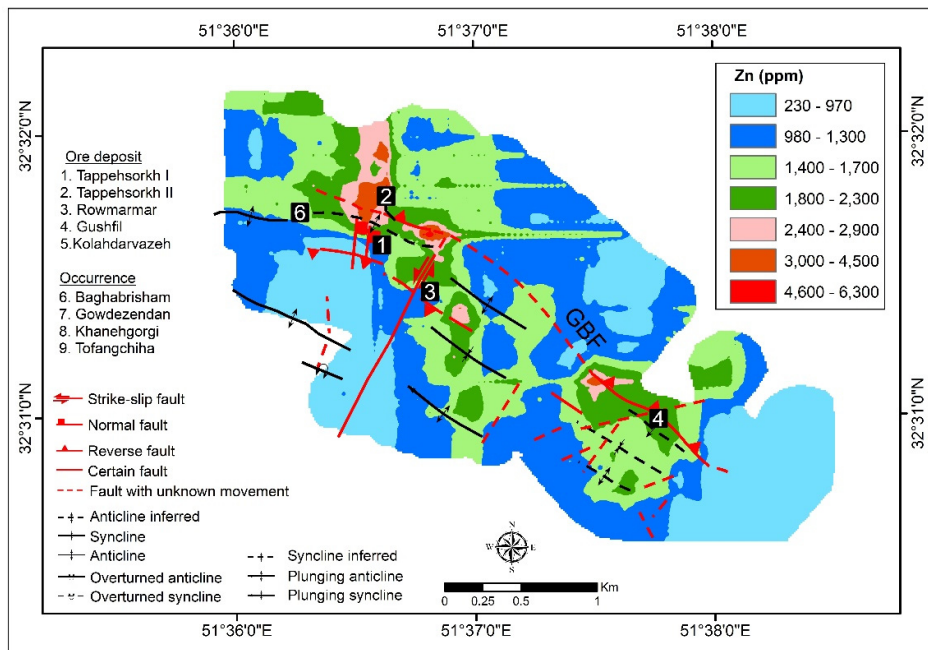 51°36'0"E 51°37'0"E 51°38'0"E
32°32'0"N
32°31'0"N
32°32'0"N
32°31'0"N
Zn (ppm)
230 - 970
980 - 1,300
1,400 - 1,700
1,800 - 2,300
2,400 - 2,900
3,000 - 4,500
4,600 - 6,300
Ore deposit
1. Tappehsorkh I
2. Tappehsorkh II
3. Rowmarmar
4. Gushfil
5.Kolahdarvazeh
Occurrence
6. Baghabrisham
7. Gowdezendan
8. Khanehgorgi
9. Tofangchiha
6
2
1
3
GBF
4
Strike-slip fault
Normal fault
Reverse fault
Certain fault
Fault with unknown movement
Anticline inferred
Syncline
Anticline
Overturned anticline
Overturned syncline
Syncline inferred
Plunging anticline
Plunging syncline
N
W E
S
Km
0 0.25 0.5 1
51°36'0"E 51°37'0"E 51°38'0"E